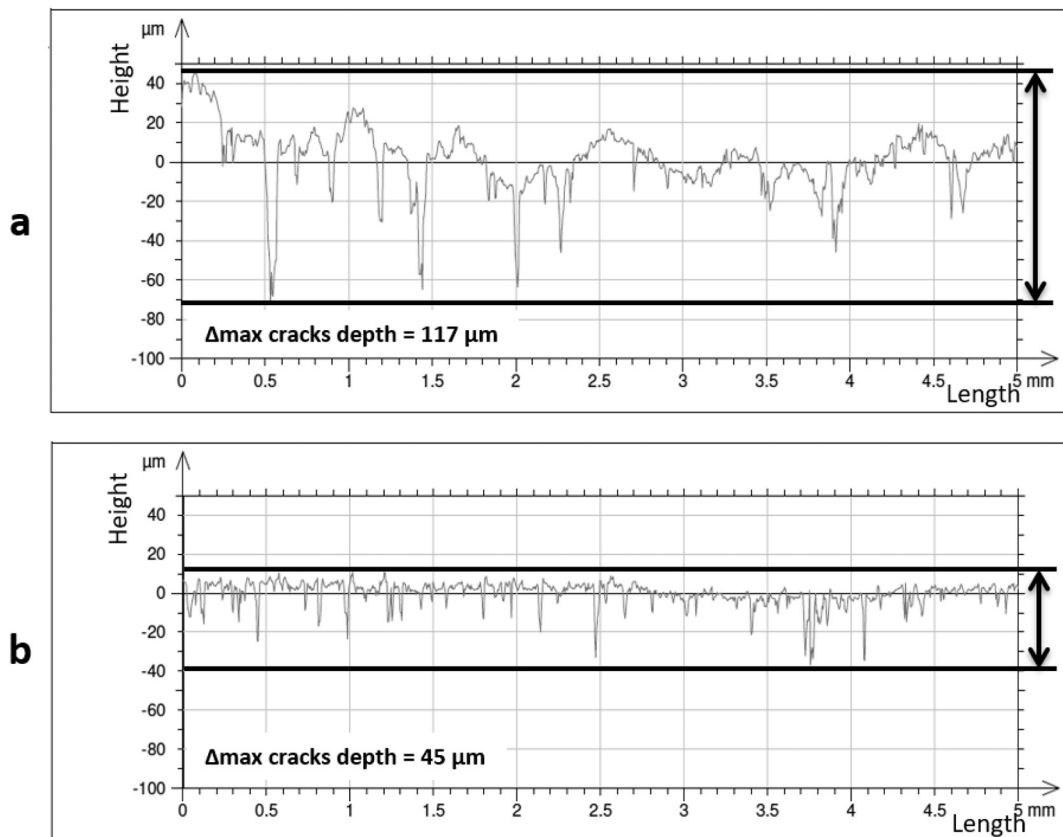 a
µm
Height
40
20
0
-20
-40
-60
-80
-100
Δmax cracks depth = 117 µm
0 0.5 1 1.5 2 2.5 3 3.5 4 4.5 5 mm
Length
b
µm
Height
40
20
0
-20
-40
-60
-80
-100
Δmax cracks depth = 45 µm
0 0.5 1 1.5 2 2.5 3 3.5 4 4.5 5 mm
Length